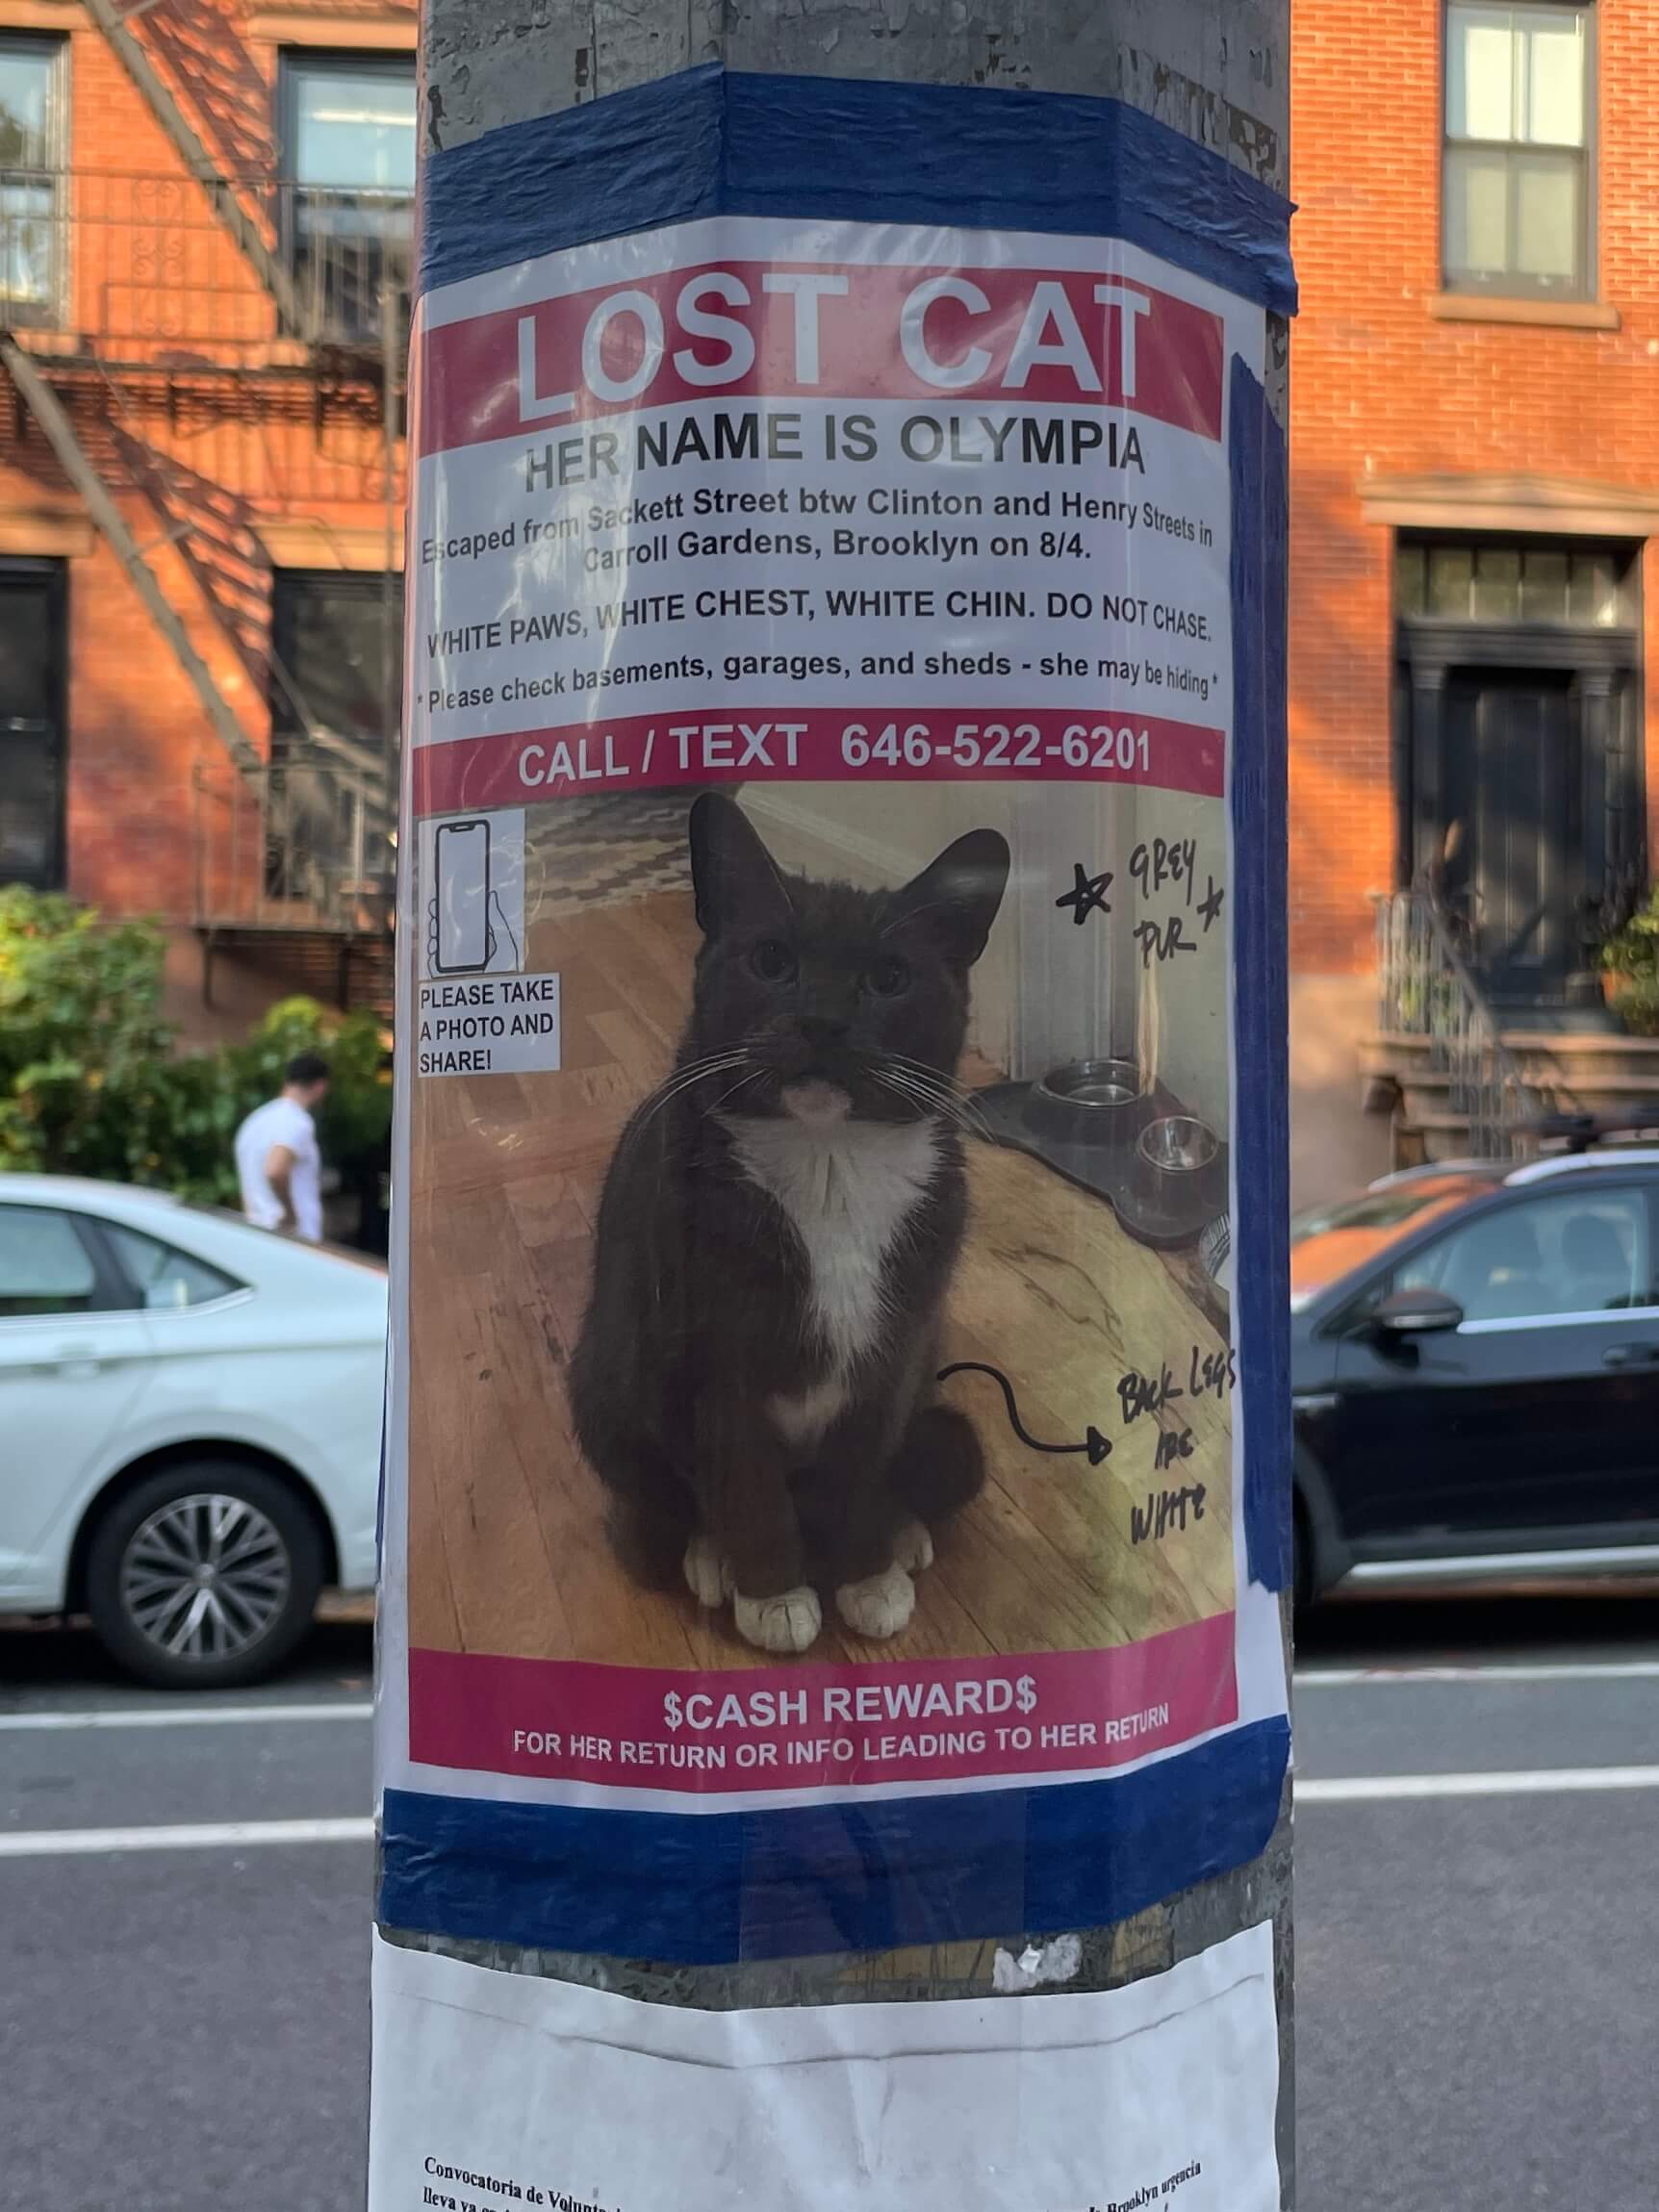 LOST CAT
HER NAME IS OLYMPIA
Escaped from Sackett Street btw Clinton and Henry Streets in
Carroll Gardens, Brooklyn on 8/4.
WHITE PAWS, WHITE CHEST, WHITE CHIN. DO NOT CHASE.
*Please check basements, garages, and sheds - she may be hiding*
CALL / TEXT 646-522-6201
GREY
PUR
PLEASE TAKE
A PHOTO AND
SHARE!
BACK LEGS
ARE
WHITE
$CASH REWARD$
FOR HER RETURN OR INFO LEADING TO HER RETURN
Convocatoria de Brooklyn urgencia
lleva ya